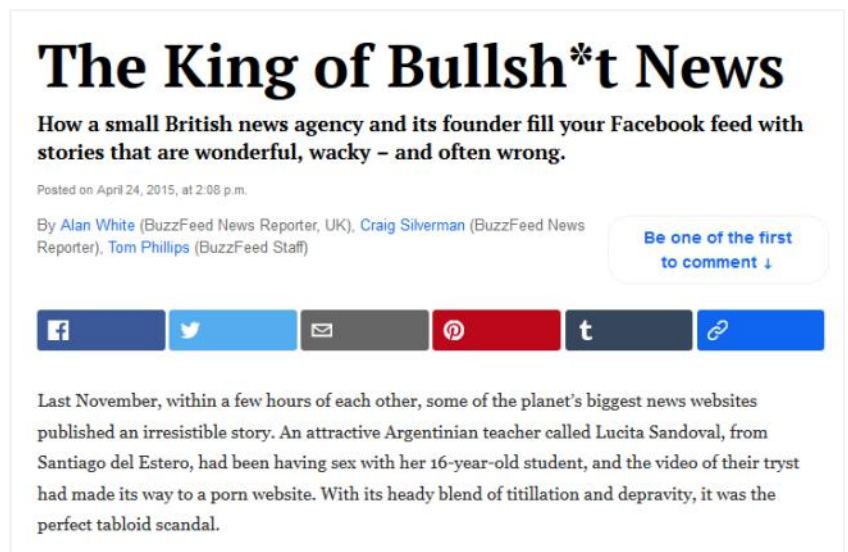 The King of Bullsh*t News
How a small British news agency and its founder fill your Facebook feed with
stories that are wonderful, wacky – and often wrong.
Posted on April 24, 2015, at 2:08 p.m.
By Alan White (BuzzFeed News Reporter, UK), Craig Silverman (BuzzFeed News
Reporter), Tom Phillips (BuzzFeed Staff)
Be one of the first
to comment ↓
Last November, within a few hours of each other, some of the planet's biggest news websites
published an irresistible story. An attractive Argentinian teacher called Lucita Sandoval, from
Santiago del Estero, had been having sex with her 16-year-old student, and the video of their tryst
had made its way to a porn website. With its heady blend of titillation and depravity, it was the
perfect tabloid scandal.